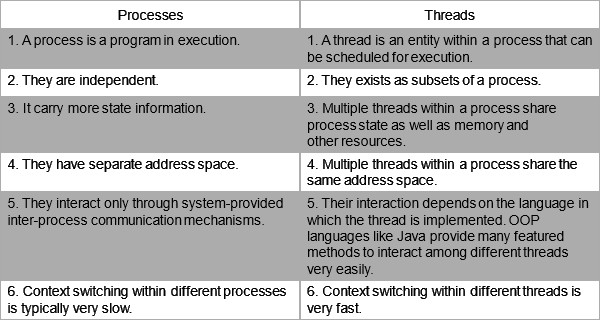 Processes
Threads
1. A process is a program in execution.
1. A thread is an entity within a process that can
be scheduled for execution.
2. They are independent.
2. They exists as subsets of a process.
3. It carry more state information.
3. Multiple threads within a process share
process state as well as memory and
other resources.
4. They have separate address space.
4. Multiple threads within a process share the
same address space.
5. They interact only through system-provided
inter-process communication mechanisms.
5. Their interaction depends on the language in
which the thread is implemented. OOP
languages like Java provide many featured
methods to interact among different threads
very easily.
6. Context switching within different processes
is typically very slow.
6. Context switching within different threads is
very fast.